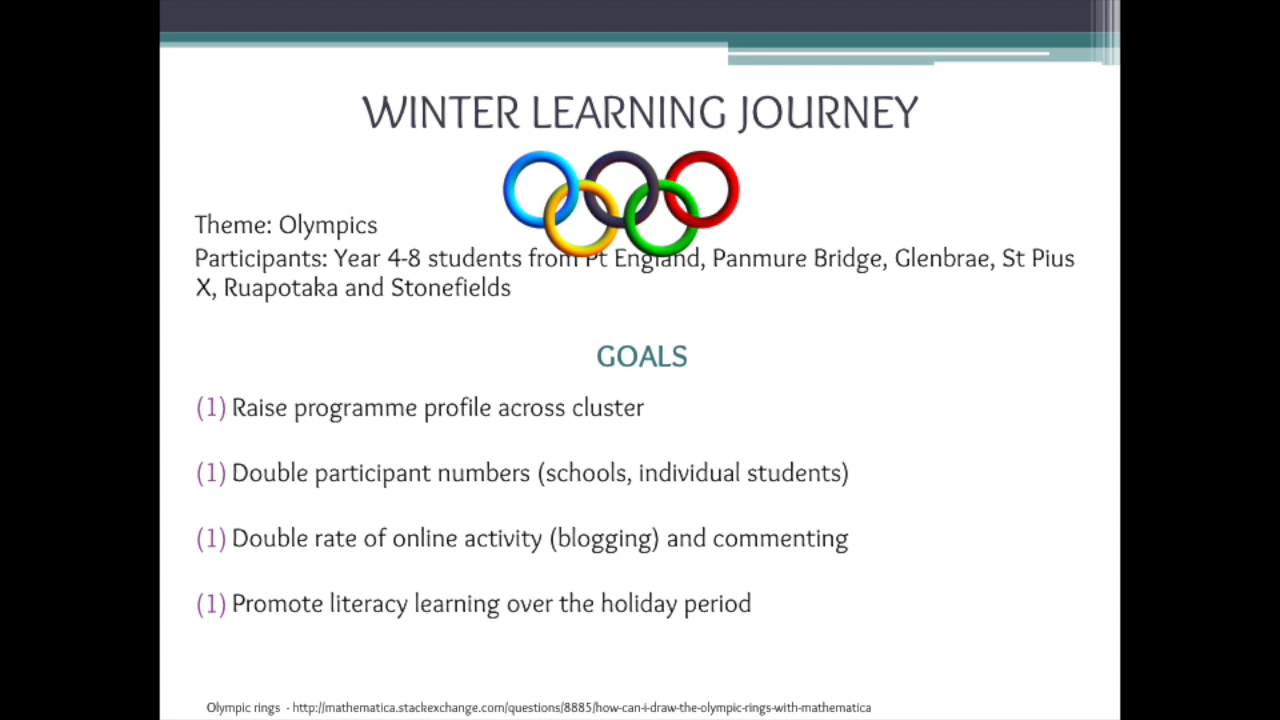 WINTER LEARNING JOURNEY
Theme: Olympics
Participants: Year 4-8 students from Pt England, Panmure Bridge, Glenbrae, St Pius
X, Ruapotaka and Stonefields
GOALS
(1) Raise programme profile across cluster
(1) Double participant numbers (schools, individual students)
(1) Double rate of online activity (blogging) and commenting
(1) Promote literacy learning over the holiday period
Olympic rings - http://mathematica.stackexchange.com/questions/8885/how-can-i-draw-the-olympic-rings-with-mathematica